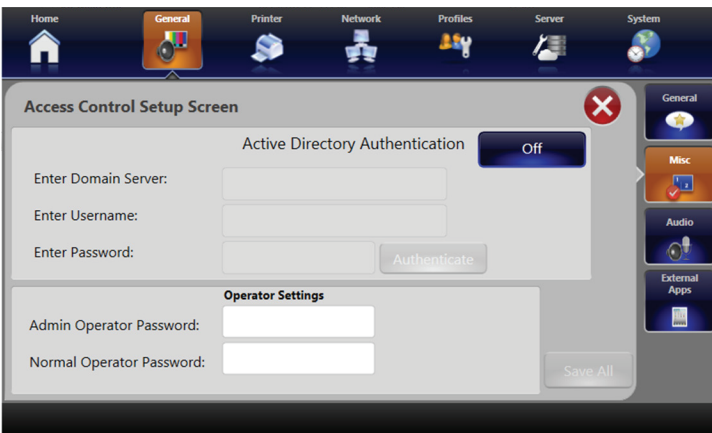 Home General Printer Network Profiles Server System
Access Control Setup Screen
General
Active Directory Authentication Off
Misc
1 2
Enter Domain Server:
Enter Username:
Audio
Enter Password: Authenticate
External
Apps
Operator Settings
Admin Operator Password:
Normal Operator Password:
Save All